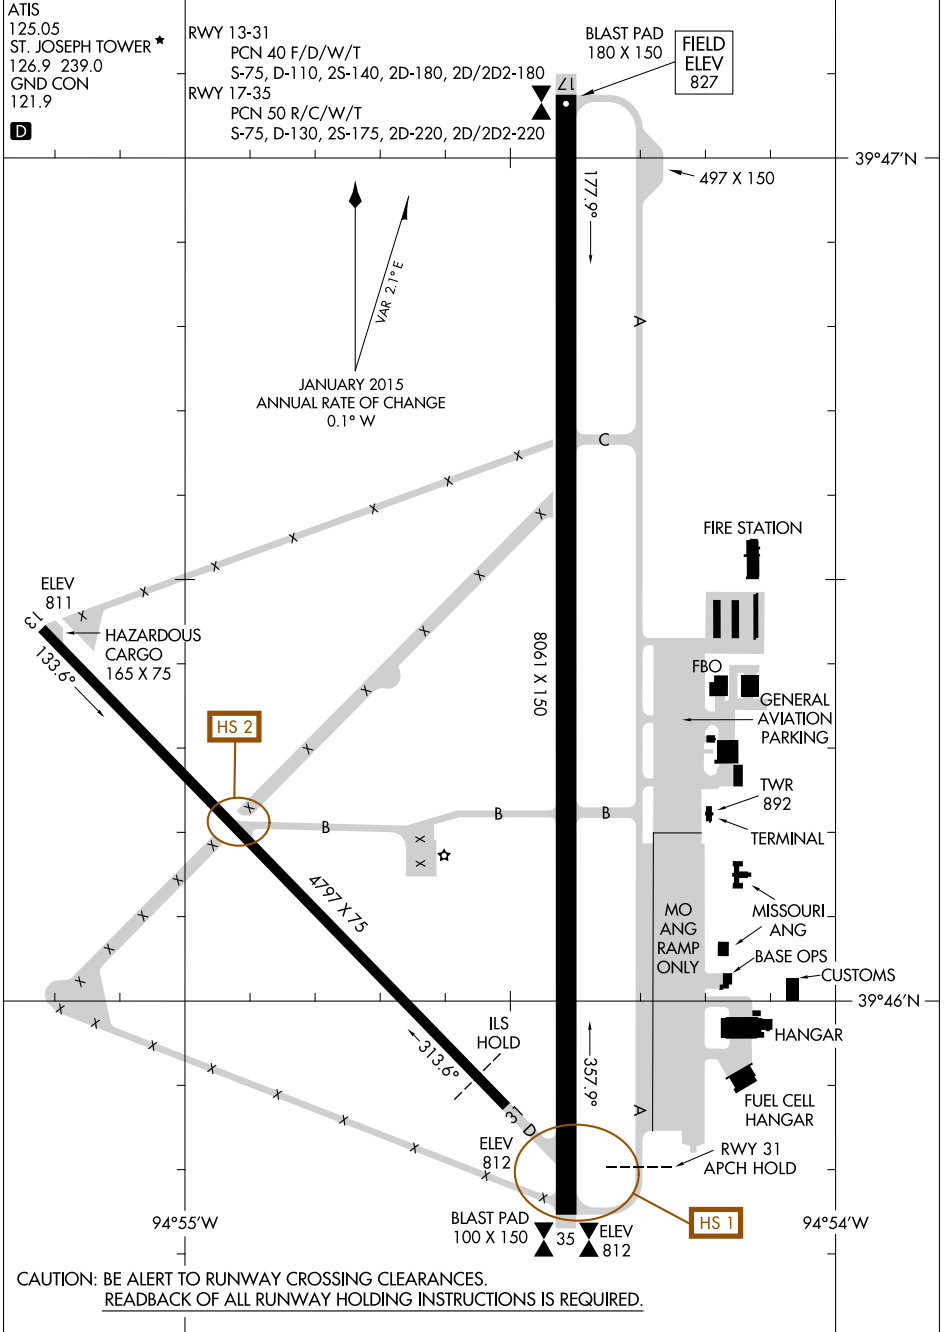 ATIS
125.05
ST. JOSEPH TOWER
126.9 239.0
GND CON
121.9
D
RWY 13-31
PCN 40 F/D/W/T
S-75, D-110, 2S-140, 2D-180, 2D/2D2-180
RWY 17-35
PCN 50 R/C/W/T
S-75, D-130, 2S-175, 2D-220, 2D/2D2-220
BLAST PAD
180 X 150
FIELD
ELEV
827
17
39°47'N
497 X 150
177.9°
VAR 2.1° E
JANUARY 2015
ANNUAL RATE OF CHANGE
0.1° W
A
C
X
X
X
X
X
X
X
X
X
X
X
X
X
X
FIRE STATION
ELEV
811
13
HAZARDOUS
CARGO
165 X 75
133.6°
8061 X 150
FBO
GENERAL
AVIATION
PARKING
HS 2
TWR
892
TERMINAL
B
B
B
X
X
X
X
X
X
X
4797 X 75
MO
ANG
RAMP
ONLY
MISSOURI
ANG
BASE OPS
CUSTOMS
39°46'N
HANGAR
ILS
HOLD
313.6°
357.9°
X
X
X
X
X
X
X
X
X
FUEL CELL
HANGAR
A
31
D
ELEV
812
RWY 31
APCH HOLD
94°55'W
BLAST PAD
100 X 150
35
ELEV
812
HS 1
94°54'W
CAUTION: BE ALERT TO RUNWAY CROSSING CLEARANCES.
READBACK OF ALL RUNWAY HOLDING INSTRUCTIONS IS REQUIRED.